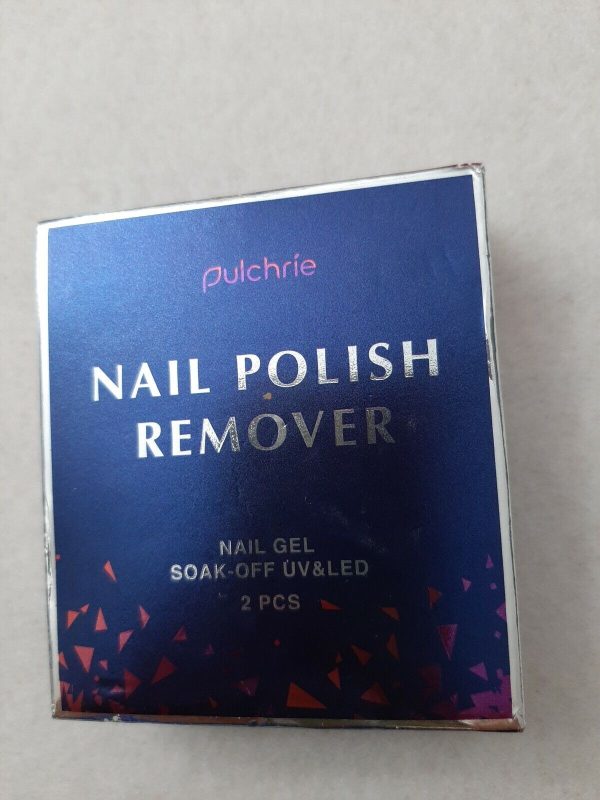 Pulchrie
NAIL POLISH
REMOVER
NAIL GEL
SOAK-OFF UV&LED
2 PCS